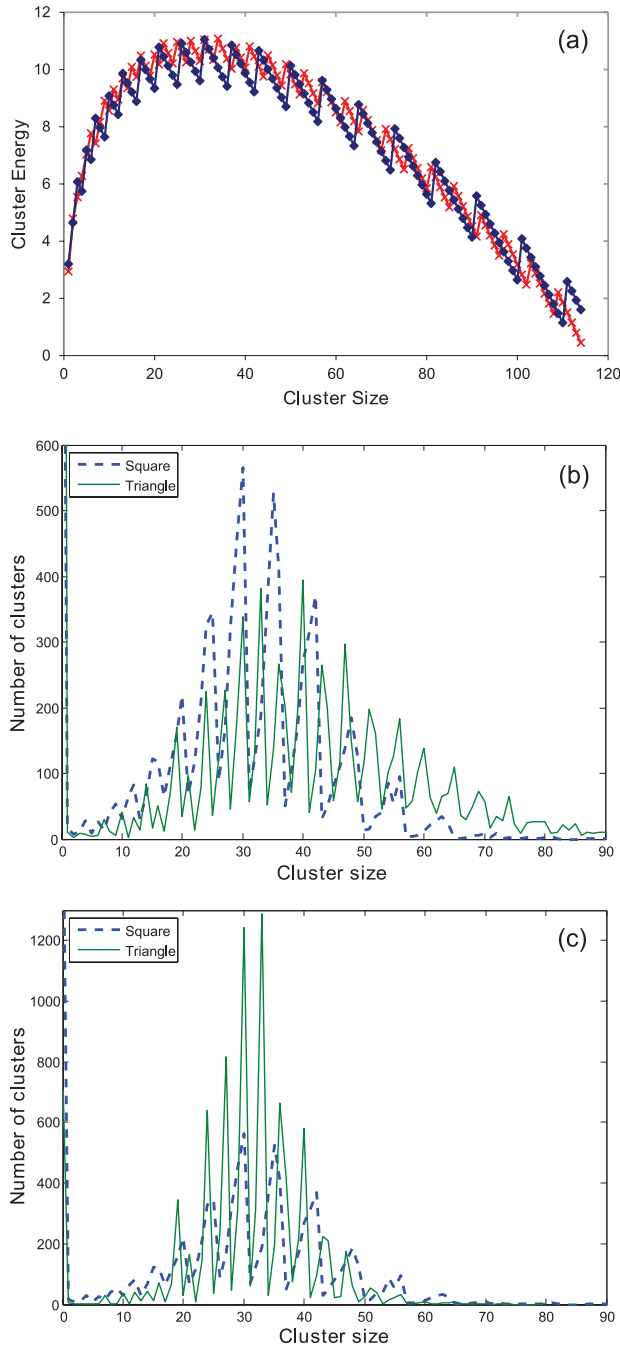 (a)
12
10
8
6
4
2
0
Cluster Energy
0 20 40 60 80 100 120
Cluster Size
(b)
Square
Triangle
600
500
400
300
200
100
0
Number of clusters
0 10 20 30 40 50 60 70 80 90
Cluster size
(c)
Square
Triangle
1200
1000
800
600
400
200
0
Number of clusters
0 10 20 30 40 50 60 70 80 90
Cluster size